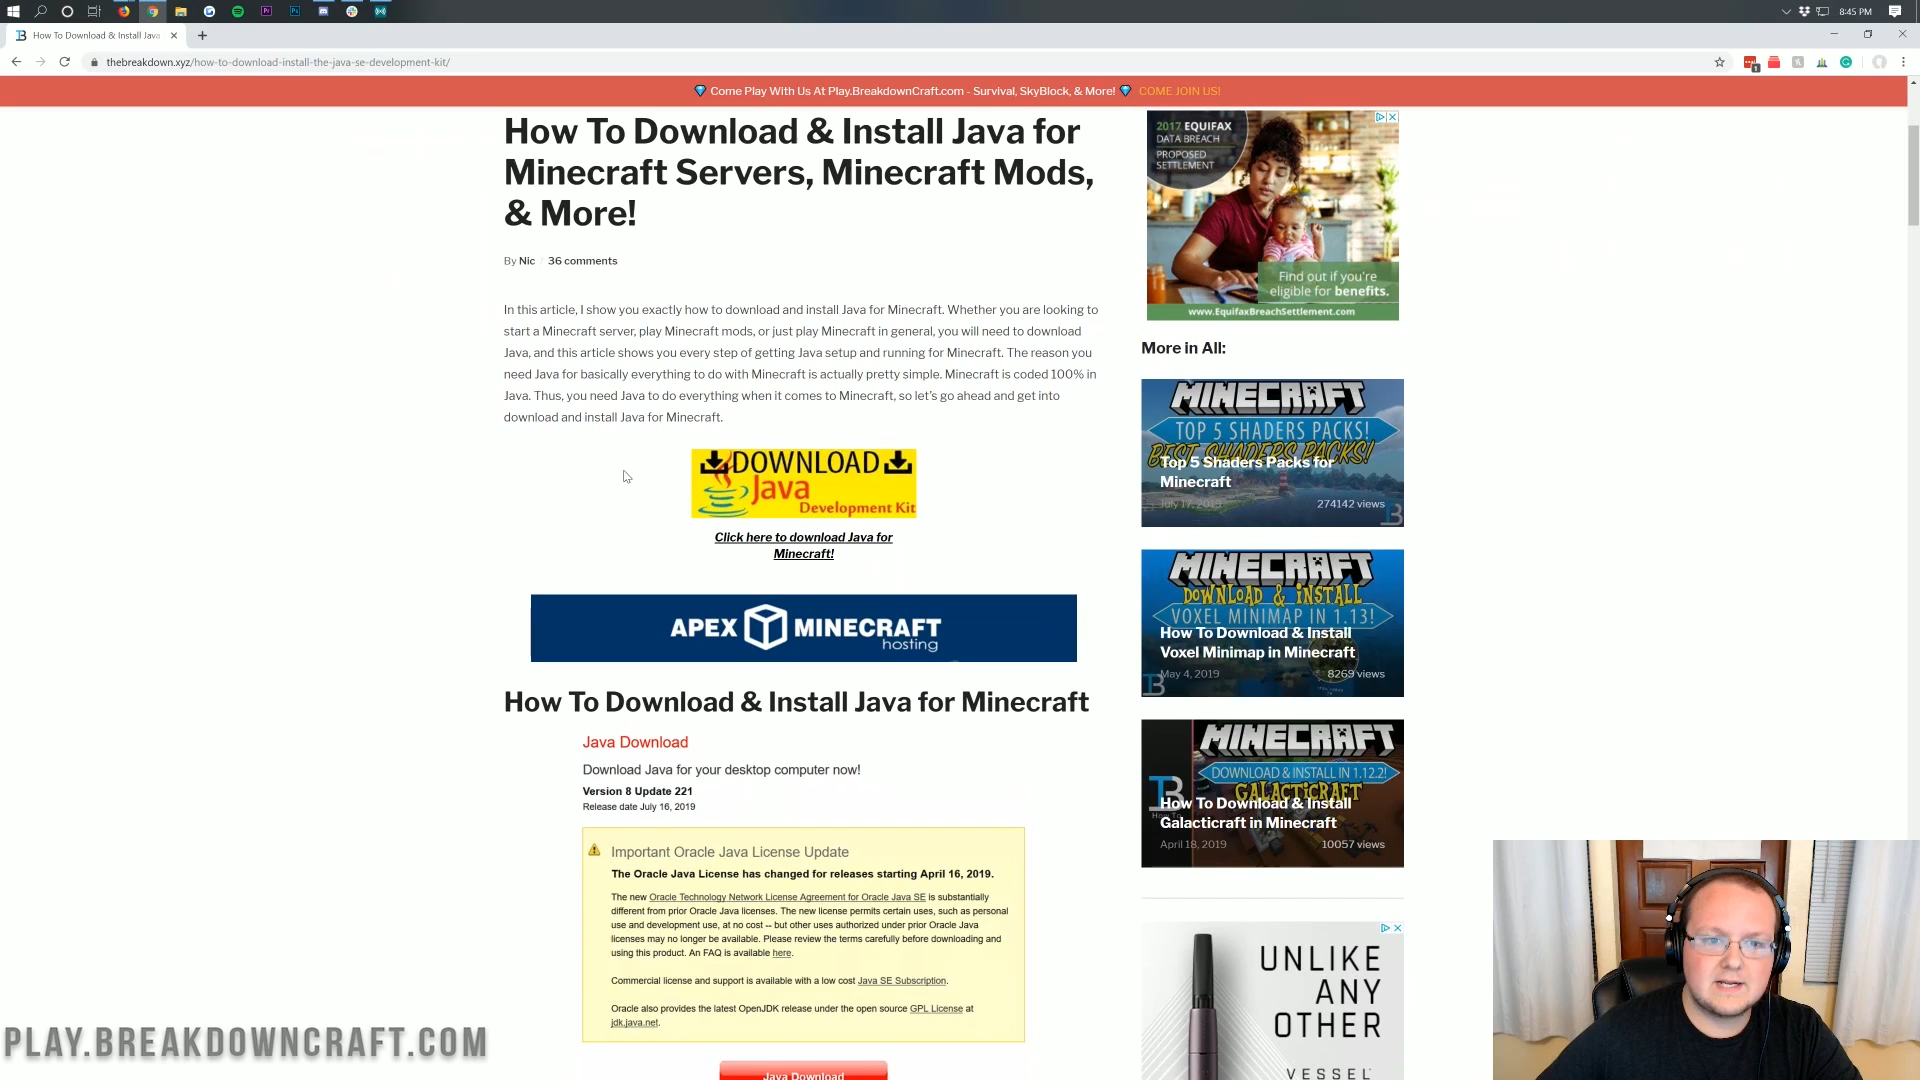 8:45 PM
How To Download & Install Java
thebreakdown.xyz/how-to-download-install-the-java-se-development-kit/
Come Play With Us At Play.BreakdownCraft.com - Survival, SkyBlock, & More! COME JOIN US!
How To Download & Install Java for
Minecraft Servers, Minecraft Mods,
& More!
By Nic / 36 comments
In this article, I show you exactly how to download and install Java for Minecraft. Whether you are looking to
start a Minecraft server, play Minecraft mods, or just play Minecraft in general, you will need to download
Java, and this article shows you every step of getting Java setup and running for Minecraft. The reason you
need Java for basically everything to do with Minecraft is actually pretty simple. Minecraft is coded 100% in
Java. Thus, you need Java to do everything when it comes to Minecraft, so let's go ahead and get into
download and install Java for Minecraft.
DOWNLOAD
Java
Development Kit
Click here to download Java for
Minecraft!
APEX MINECRAFT
hosting
How To Download & Install Java for Minecraft
Java Download
Download Java for your desktop computer now!
Version 8 Update 221
Release date July 16, 2019
Important Oracle Java License Update
The Oracle Java License has changed for releases starting April 16, 2019.
The new Oracle Technology Network License Agreement for Oracle Java SE is substantially
different from prior Oracle Java licenses. The new license permits certain uses, such as personal
use and development use, at no cost -- but other uses authorized under prior Oracle Java
licenses may no longer be available. Please review the terms carefully before downloading and
using this product. An FAQ is available here.
Commercial license and support is available with a low cost Java SE Subscription.
Oracle also provides the latest OpenJDK release under the open source GPL License at
jdk.java.net.
Java Download
2017 EQUIFAX
DATA BREACH
PROPOSED
SETTLEMENT
Find out if you're
eligible for benefits.
www.EquifaxBreachSettlement.com
More in All:
MINECRAFT
TOP 5 SHADERS PACKS!
BEST SHADERS PACKS!
Top 5 Shaders Packs for
Minecraft
July 17, 2019
274142 views
MINECRAFT
DOWNLOAD & INSTALL
VOXEL MINIMAP IN 1.13!
How To Download & Install
Voxel Minimap in Minecraft
May 4, 2019
8269 views
MINECRAFT
DOWNLOAD & INSTALL IN 1.12.2!
GALACTICRAFT
How To Download & Install
Galacticraft in Minecraft
April 18, 2019
10057 views
UNLIKE
ANY
OTHER
VESSEL
PLAY.BREAKDOWNCRAFT.COM